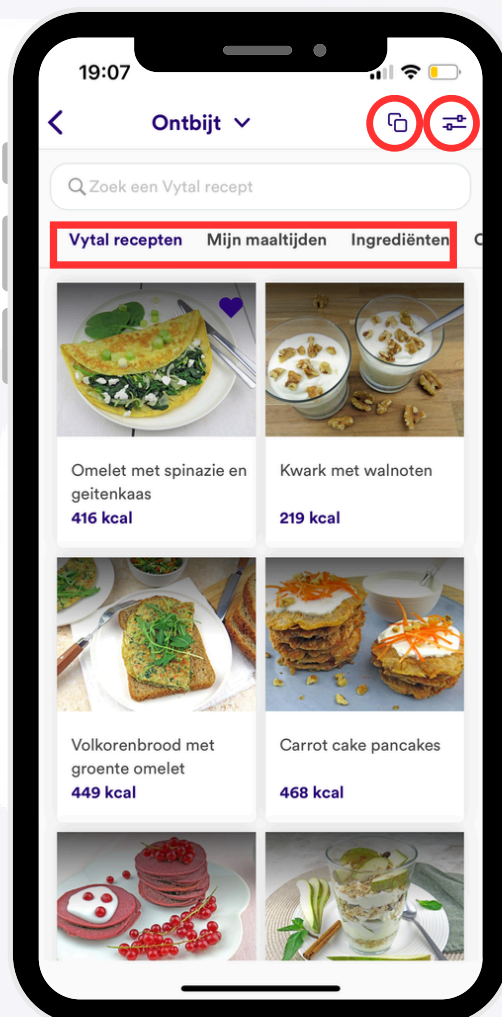 19:07
Ontbijt
Zoek een Vytal recept
Vytal recepten Mijn maaltijden Ingrediënten
Omelet met spinazie en
geitenkaas
416 kcal
Kwark met walnoten
219 kcal
Volkorenbrood met
groente omelet
449 kcal
Carrot cake pancakes
468 kcal